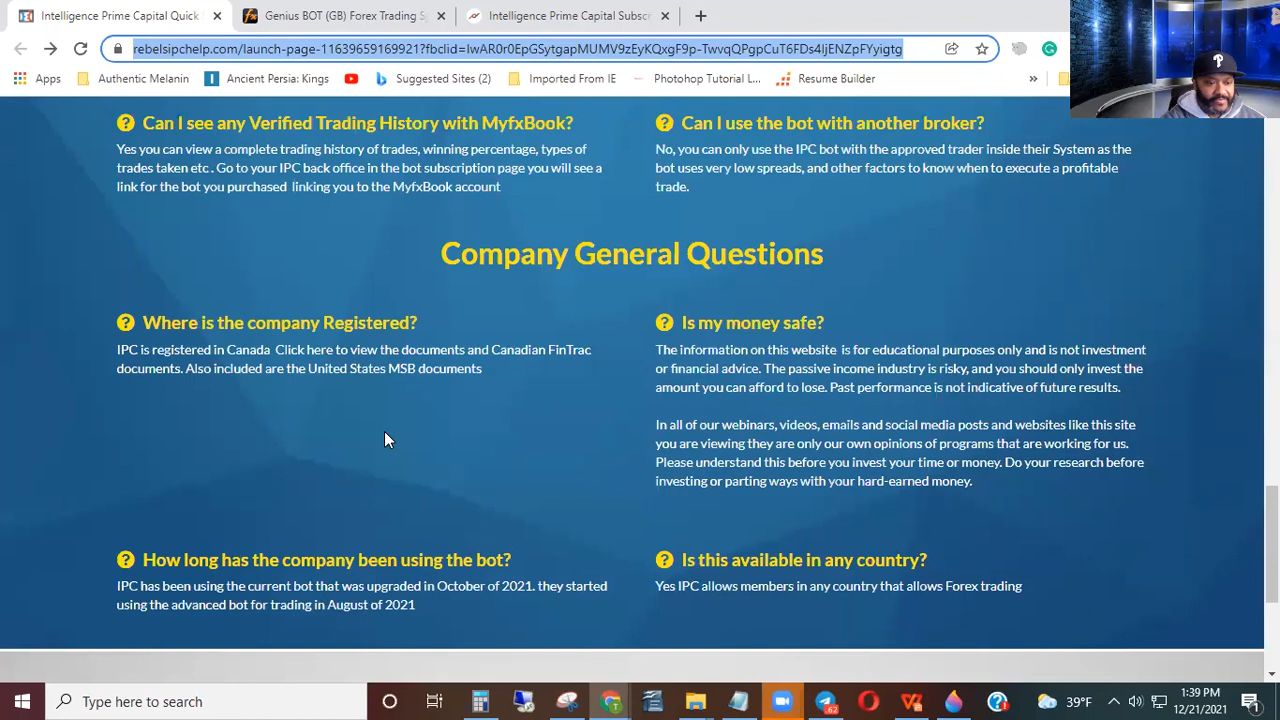 Intelligence Prime Capital Quick
Genius BOT (GB) Forex Trading S
Intelligence Prime Capital Subscr
rebelsipchelp.com/launch-page-11639659169921?fbclid=IwAR0r0EpGSytgapMUMV9zEyKQxgF9p-TwvqQPgpCuT6FDs4IjENZpFYyigtg
Apps
Authentic Melanin
Ancient Persia: Kings
Suggested Sites (2)
Imported From IE
Photohop Tutorial L...
Resume Builder
Can I see any Verified Trading History with MyfxBook?
Yes you can view a complete trading history of trades, winning percentage, types of
trades taken etc . Go to your IPC back office in the bot subscription page you will see a
link for the bot you purchased linking you to the MyfxBook account
Can I use the bot with another broker?
No, you can only use the IPC bot with the approved trader inside their System as the
bot uses very low spreads, and other factors to know when to execute a profitable
trade.
Company General Questions
Where is the company Registered?
IPC is registered in Canada Click here to view the documents and Canadian FinTrac
documents. Also included are the United States MSB documents
Is my money safe?
The information on this website is for educational purposes only and is not investment
or financial advice. The passive income industry is risky, and you should only invest the
amount you can afford to lose. Past performance is not indicative of future results.
In all of our webinars, videos, emails and social media posts and websites like this site
you are viewing they are only our own opinions of programs that are working for us.
Please understand this before you invest your time or money. Do your research before
investing or parting ways with your hard-earned money.
How long has the company been using the bot?
IPC has been using the current bot that was upgraded in October of 2021. they started
using the advanced bot for trading in August of 2021
Is this available in any country?
Yes IPC allows members in any country that allows Forex trading
Type here to search
62
39°F
1:39 PM
12/21/2021
1